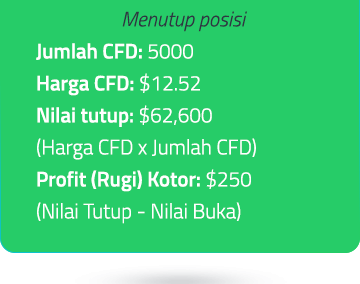 Menutup posisi
Jumlah CFD: 5000
Harga CFD: $12.52
Nilai tutup: $62,600
(Harga CFD x Jumlah CFD)
Profit (Rugi) Kotor: $250
(Nilai Tutup - Nilai Buka)